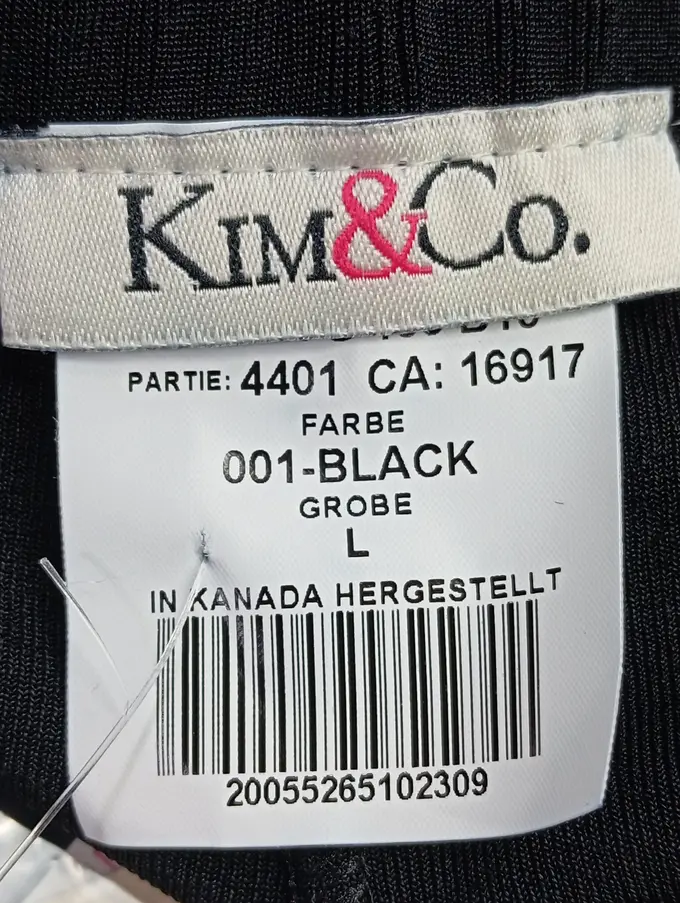 KIM&CO.
PARTIE: 4401 CA: 16917
FARBE
001-BLACK
GROBE
L
IN KANADA HERGESTELLT
20055265102309